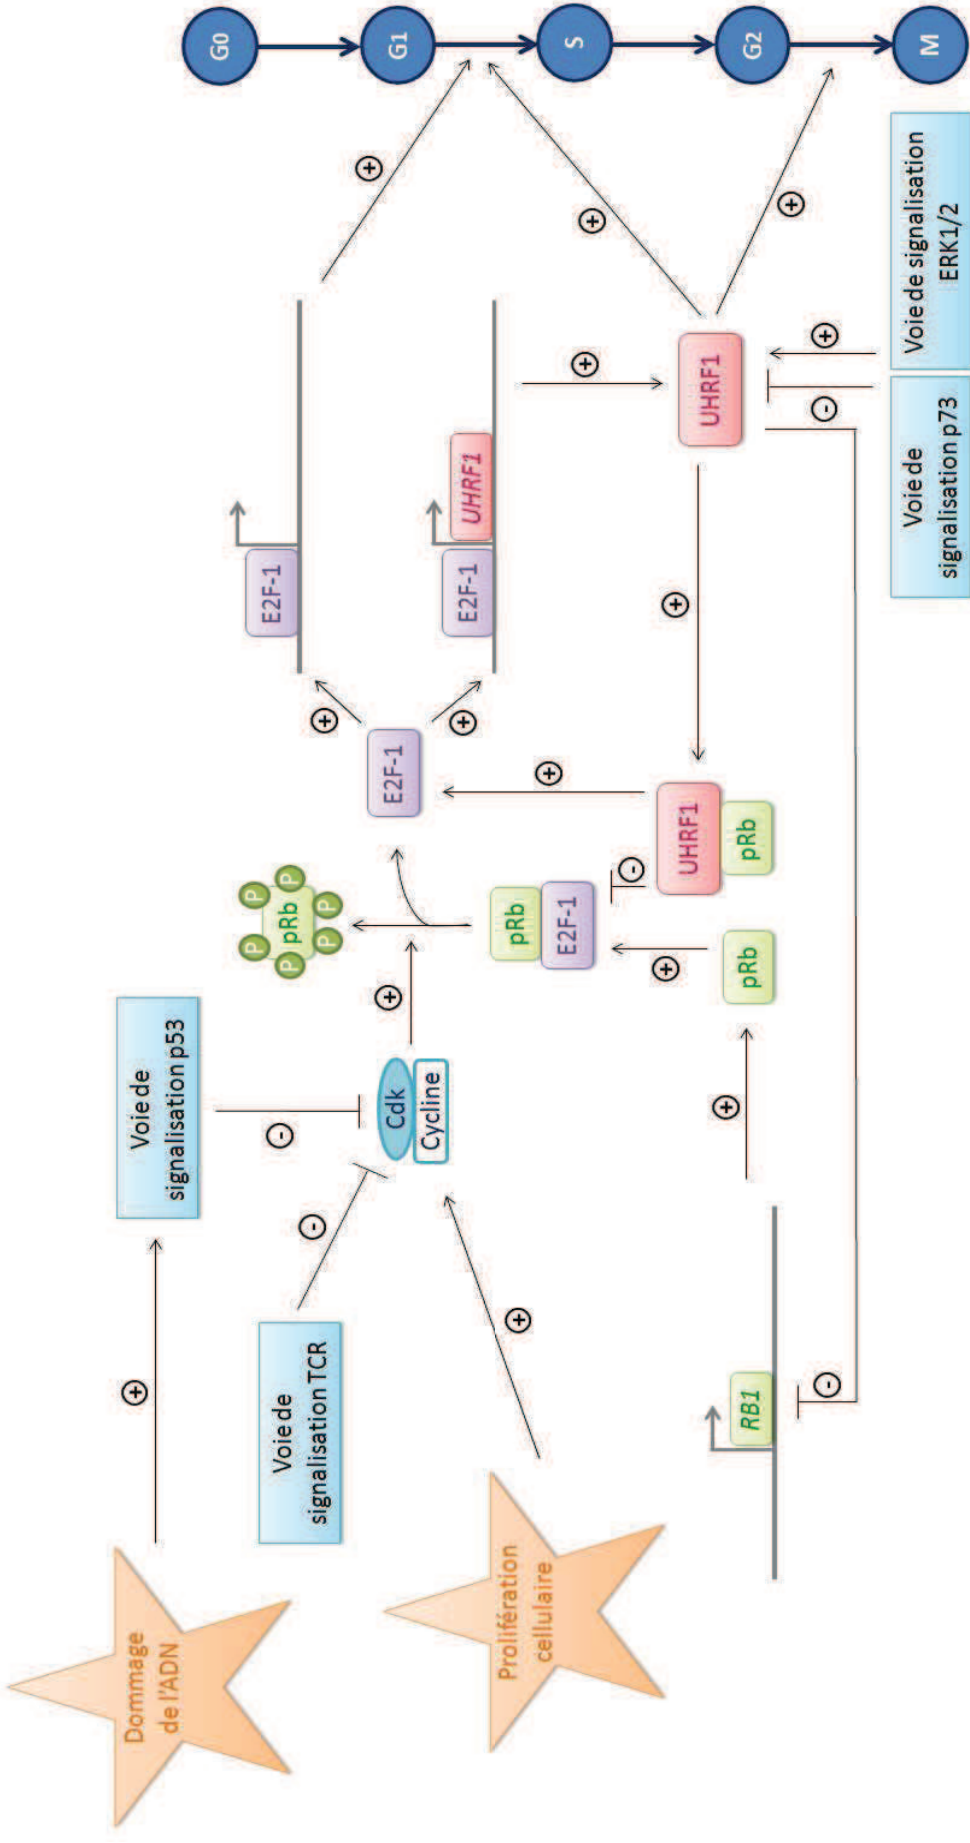 Dommage
de l'ADN
Voie de
signalisation p53
Voie de
signalisation TCR
Prolifération
cellulaire
Cdk
Cycline
RB1
pRb
pRb
E2F-1
P
P
P
P
P
P
pRb
UHRF1
pRb
E2F-1
E2F-1
E2F-1
UHRF1
UHRF1
Voie de
signalisation p73
Voie de signalisation
ERK1/2
G0
G1
S
G2
M
+
-
-
+
+
+
+
-
+
+
+
+
+
+
+
+
+
-
-